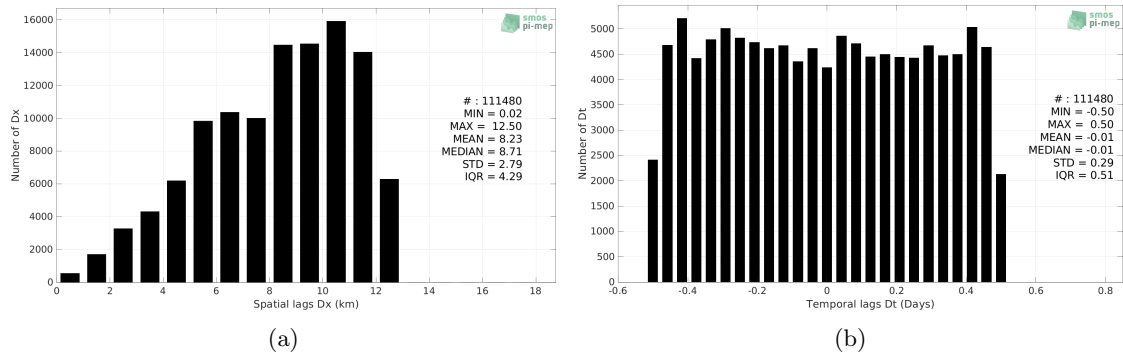 16000
14000
12000
10000
8000
6000
4000
2000
0
Number of Dx
smos
pi-mep
# : 111480
MIN = 0.02
MAX = 12.50
MEAN = 8.23
MEDIAN = 8.71
STD = 2.79
IQR = 4.29
0 2 4 6 8 10 12 14 16 18
Spatial lags Dx (km)
(a)
5000
4500
4000
3500
3000
2500
2000
1500
1000
500
0
Number of Dt
smos
pi-mep
# : 111480
MIN = -0.50
MAX = 0.50
MEAN = -0.01
MEDIAN = -0.01
STD = 0.29
IQR = 0.51
-0.6 -0.4 -0.2 0 0.2 0.4 0.6 0.8
Temporal lags Dt (Days)
(b)